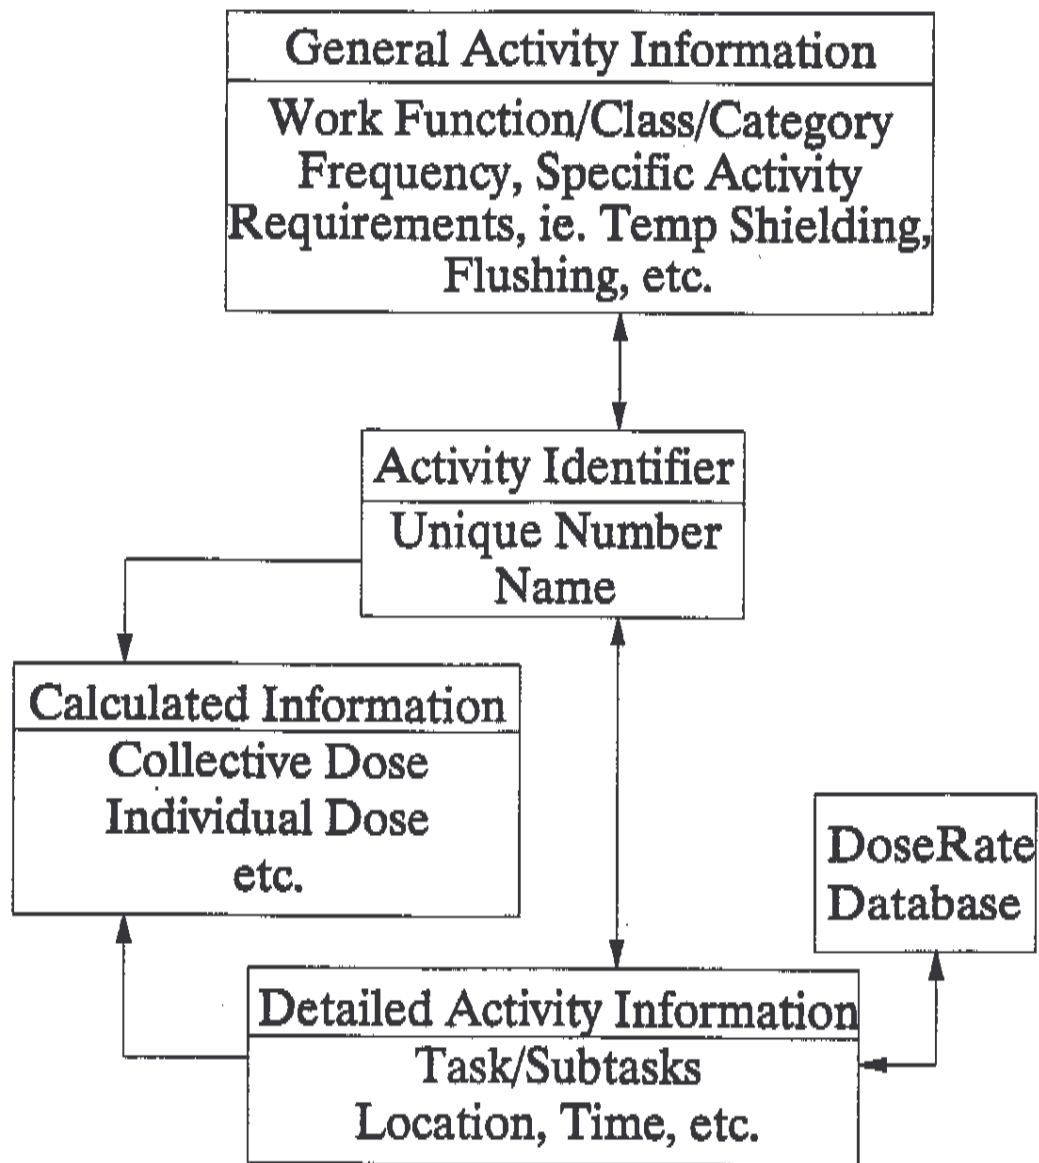 General Activity Information
Work Function/Class/Category
Frequency, Specific Activity
Requirements, ie. Temp Shielding,
Flushing, etc.
Activity Identifier
Unique Number
Name
Calculated Information
Collective Dose
Individual Dose
etc.
DoseRate
Database
Detailed Activity Information
Task/Subtasks
Location, Time, etc.